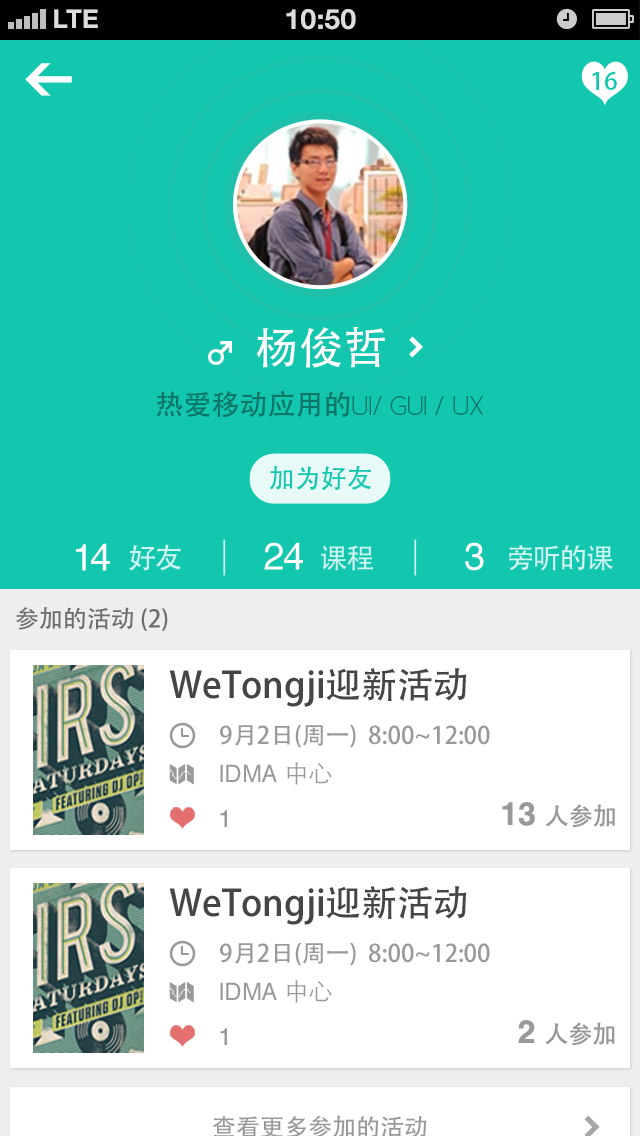 LTE 10:50
16
杨俊哲
热爱移动应用的UI/ GUI / UX
加为好友
14 好友 24 课程 3 旁听的课
参加的活动 (2)
IRS
ATURDAYS
FEATURING DJ OP!
WeTongji迎新活动
9月2日(周一) 8:00~12:00
IDMA 中心
1
13 人参加
IRS
ATURDAYS
FEATURING DJ OP!
WeTongji迎新活动
9月2日(周一) 8:00~12:00
IDMA 中心
1
2 人参加
查看更多参加的活动